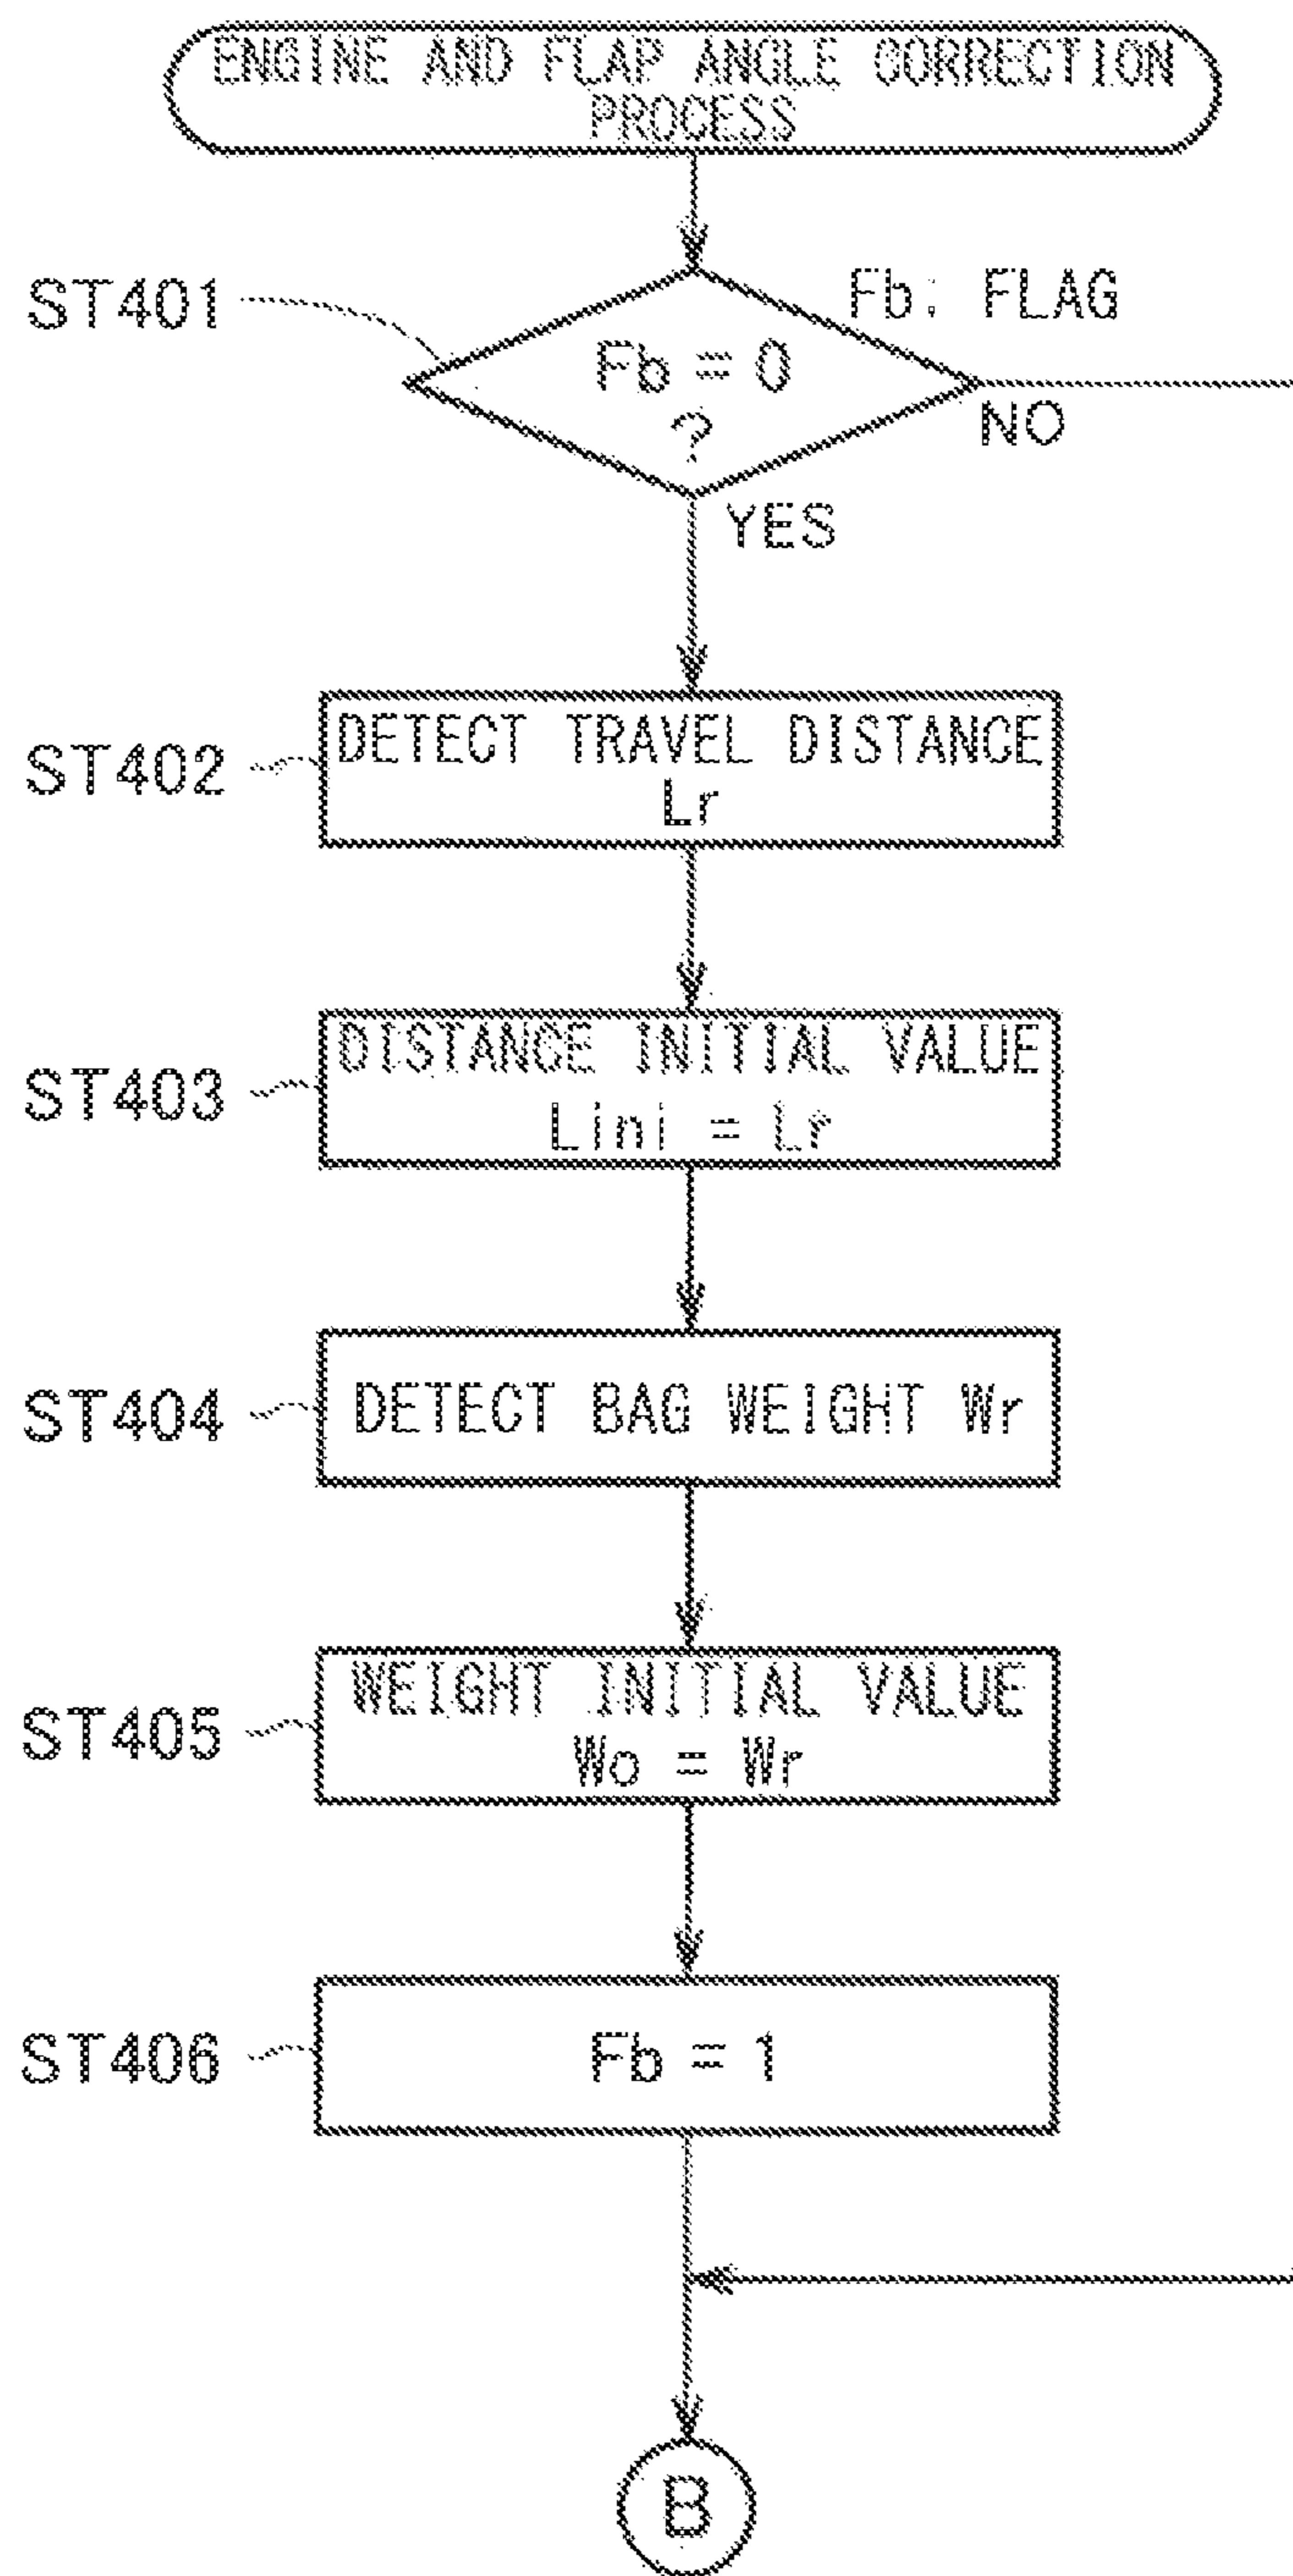 ENGINE AND FLAP ANGLE CORRECTION
PROCESS
ST401
Fb: FLAG
Fb = 0
?
NO
YES
ST402
DETECT TRAVEL DISTANCE
Lr
ST403
DISTANCE INITIAL VALUE
Lini = Lr
ST404
DETECT BAG WEIGHT Wr
ST405
WEIGHT INITIAL VALUE
Wo = Wr
ST406
Fb = 1
B